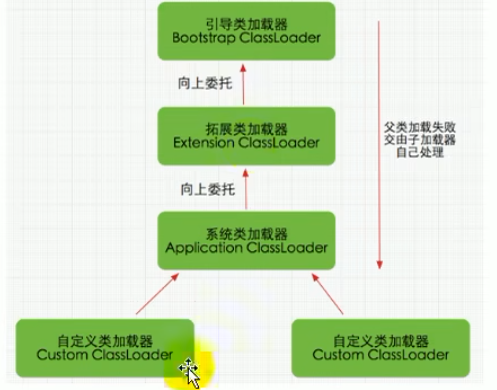 引导类加载器
Bootstrap ClassLoader
向上委托
拓展类加载器
Extension ClassLoader
父类加载失败
交由子加载器
自己处理
向上委托
系统类加载器
Application ClassLoader
自定义类加载器
Custom ClassLoader
自定义类加载器
Custom ClassLoader